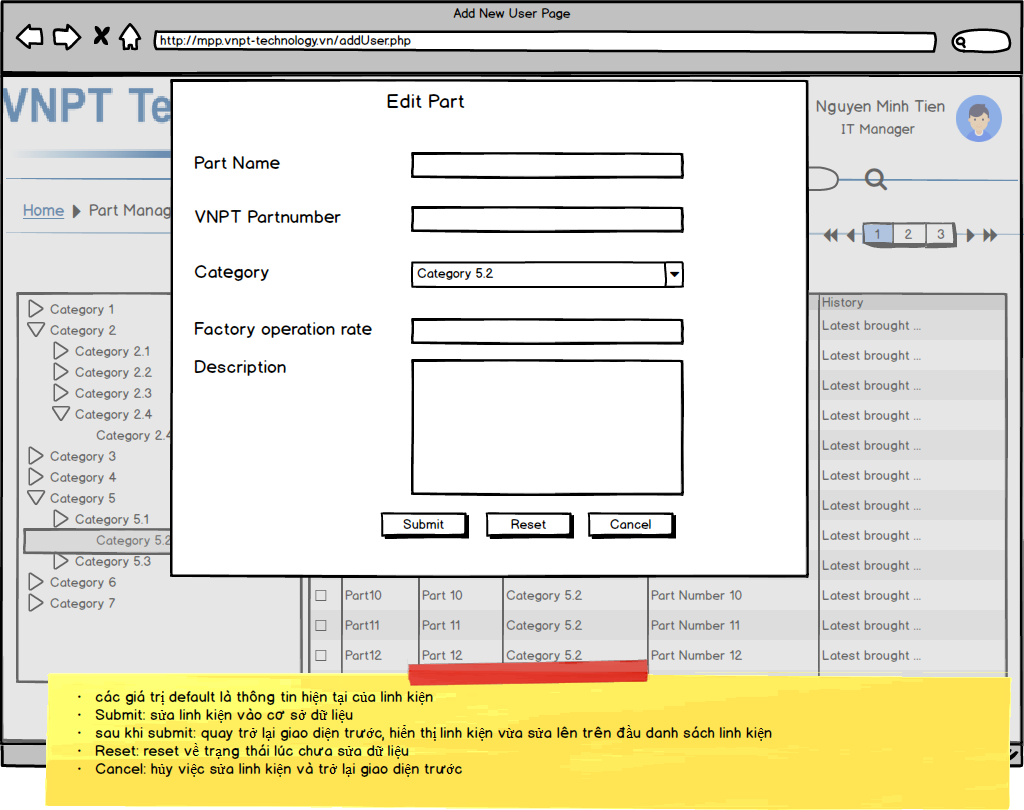 Add New User Page
http://mpp.vnpt-technology.vn/addUser.php
VNPT Te
Nguyen Minh Tien
IT Manager
Home Part Manag
1 2 3
Edit Part
Part Name
VNPT Partnumber
Category
Category 5.2
Factory operation rate
Description
Submit Reset Cancel
Category 1
Category 2
Category 2.1
Category 2.2
Category 2.3
Category 2.4
Category 2.4
Category 3
Category 4
Category 5
Category 5.1
Category 5.2
Category 5.3
Category 6
Category 7
History
Latest brought ...
Latest brought ...
Latest brought ...
Latest brought ...
Latest brought ...
Latest brought ...
Latest brought ...
Latest brought ...
Latest brought ...
Part10 Part 10 Category 5.2 Part Number 10 Latest brought ...
Part11 Part 11 Category 5.2 Part Number 11 Latest brought ...
Part12 Part 12 Category 5.2 Part Number 12 Latest brought ...
• các giá trị default là thông tin hiện tại của linh kiện
• Submit: sửa linh kiện vào cơ sở dữ liệu
• sau khi submit: quay trở lại giao diện trước, hiển thị linh kiện vừa sửa lên trên đầu danh sách linh kiện
• Reset: reset về trạng thái lúc chưa sửa dữ liệu
• Cancel: hủy việc sửa linh kiện và trở lại giao diện trước